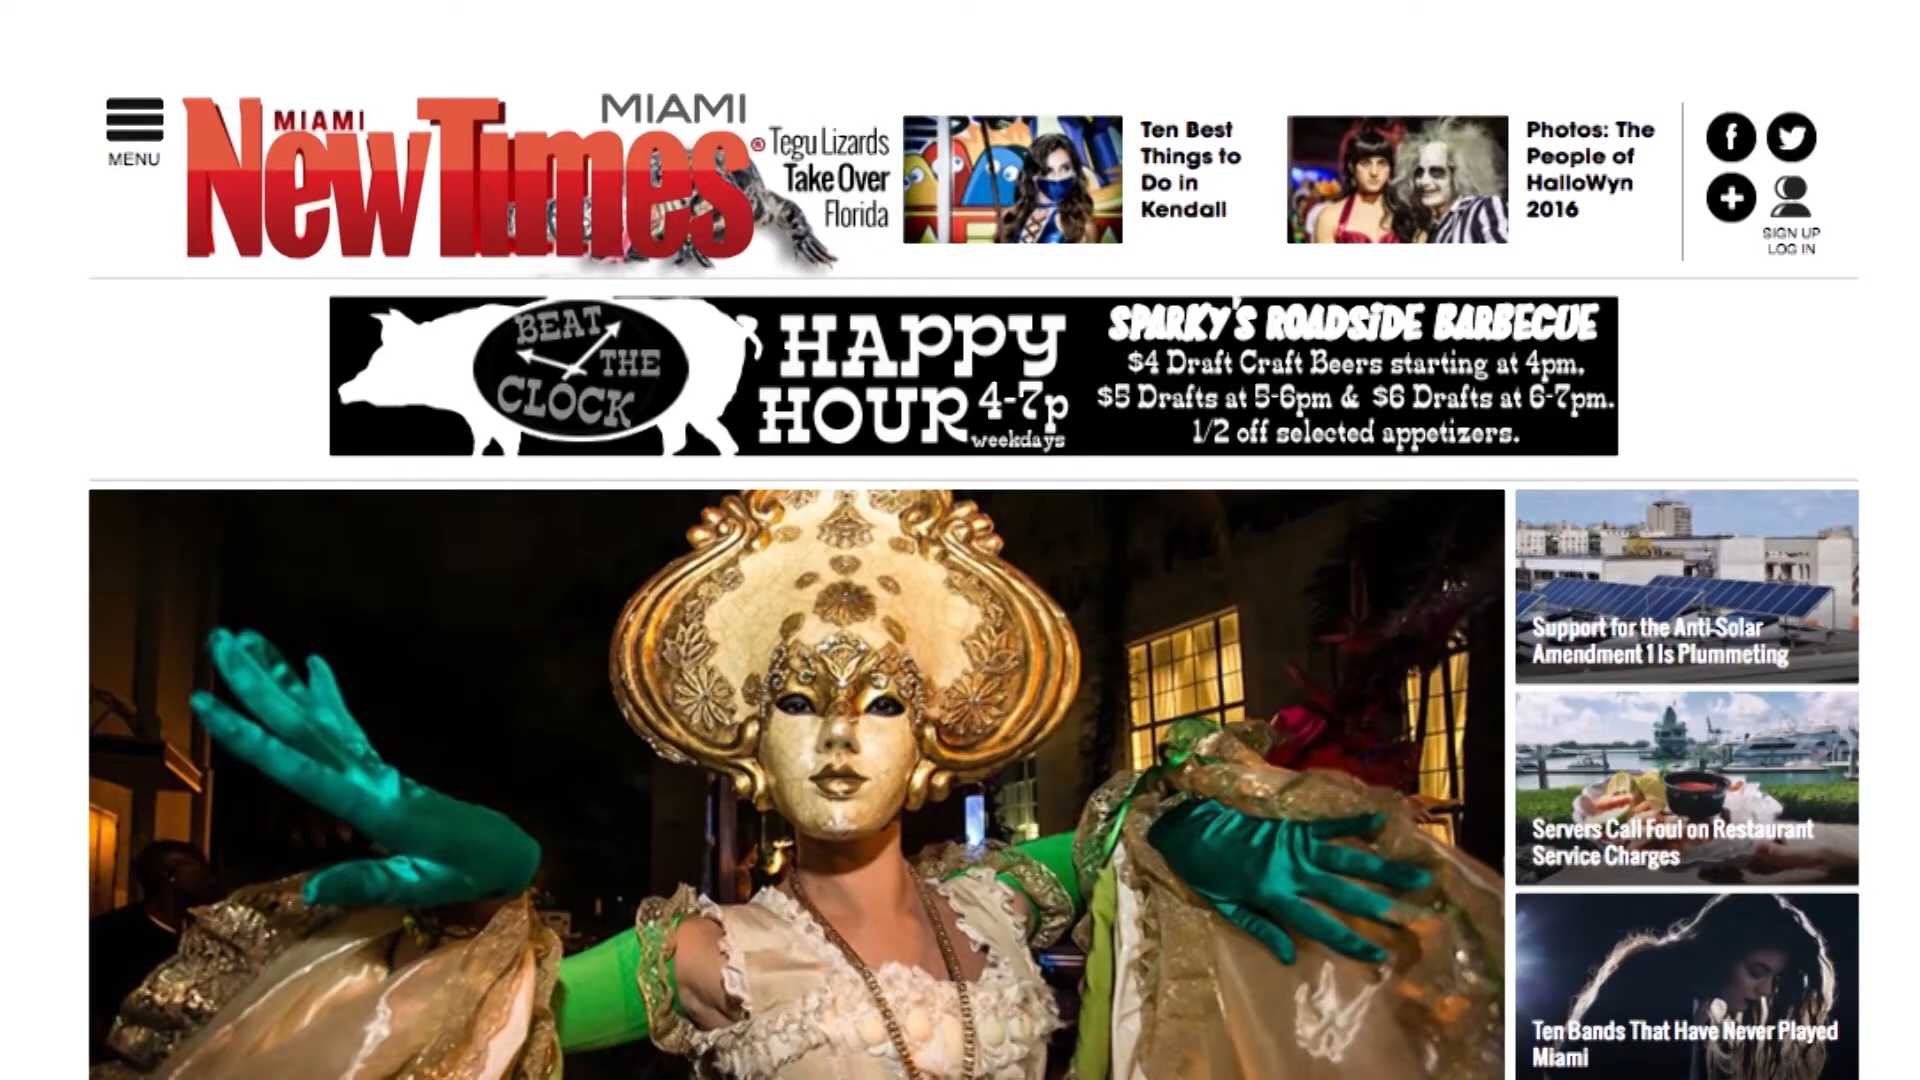 MENU
MIAMI
NewTimes®
MIAMI
Tegu Lizards
Take Over
Florida
Ten Best
Things to
Do in
Kendall
Photos: The
People of
HalloWyn
2016
f
SIGN UP
LOG IN
BEAT
THE
CLOCK
HAPPY
HOUR 4-7p
weekdays
SPARKY'S ROADSiDE BARBECUE
$4 Draft Craft Beers starting at 4pm.
$5 Drafts at 5-6pm & $6 Drafts at 6-7pm.
1/2 off selected appetizers.
Support for the Anti-Solar
Amendment 1 Is Plummeting
Servers Call Foul on Restaurant
Service Charges
Ten Bands That Have Never Played
Miami